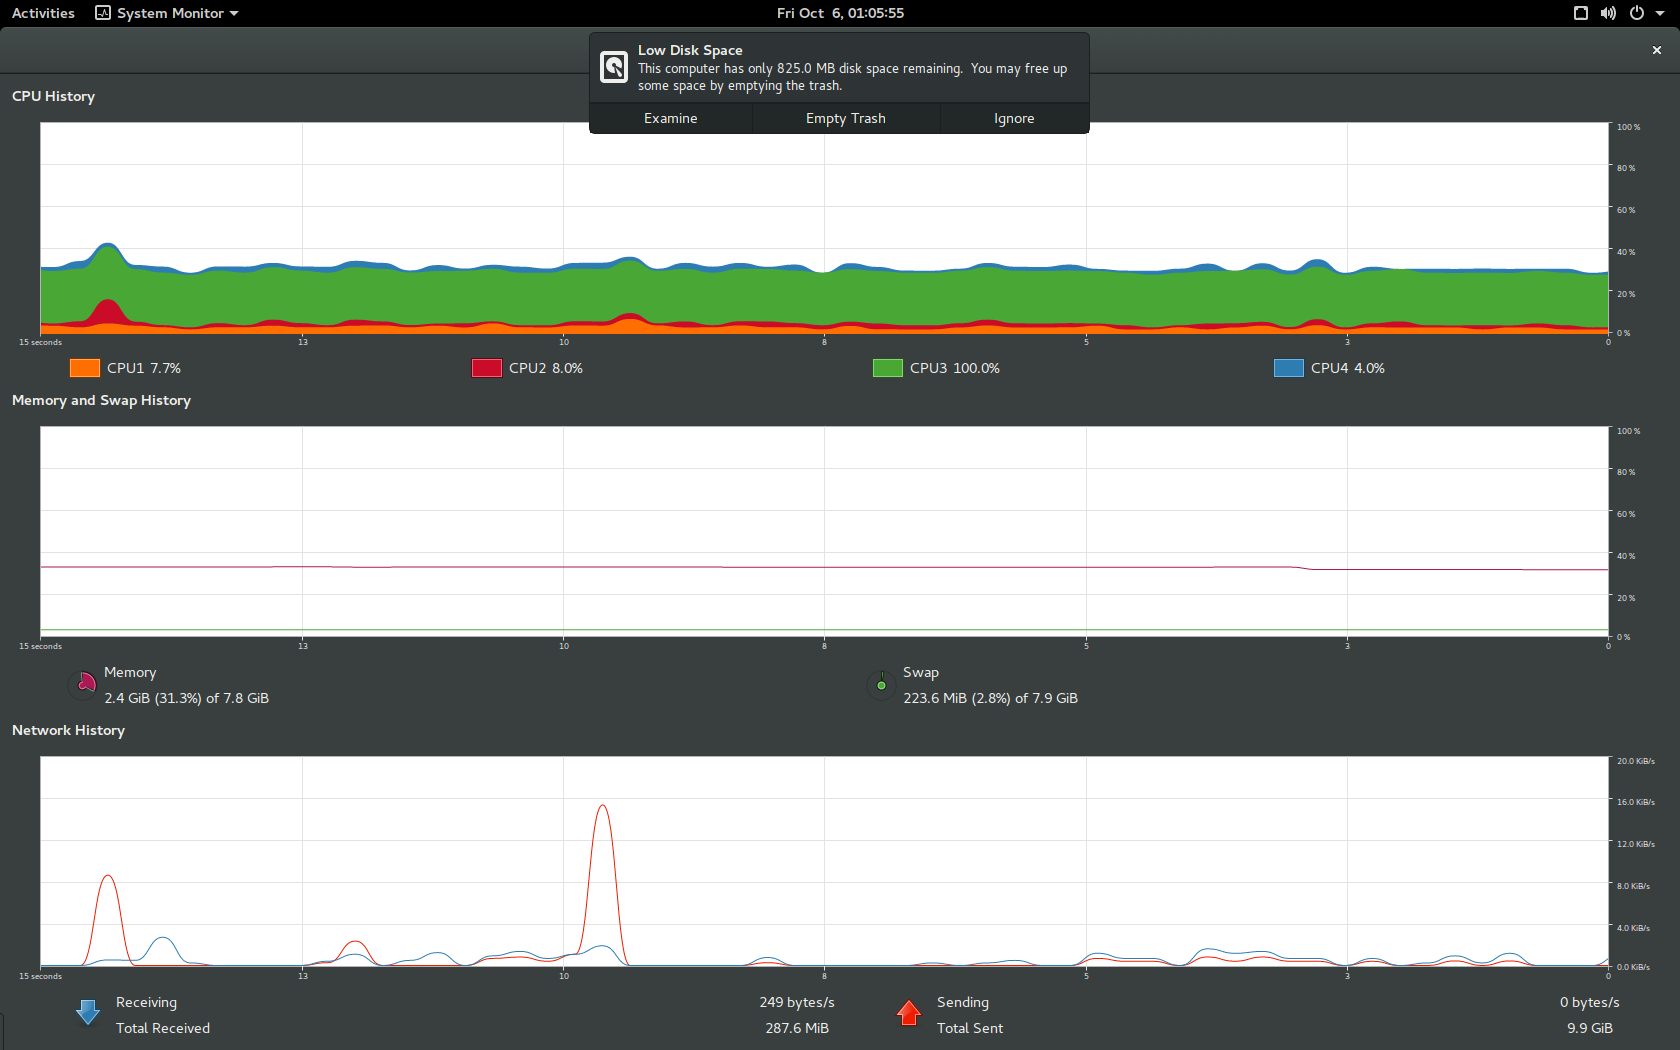 Activities System Monitor Fri Oct 6, 01:05:55
Low Disk Space
This computer has only 825.0 MB disk space remaining. You may free up
some space by emptying the trash.
Examine Empty Trash Ignore
CPU History
100 %
80 %
60 %
40 %
20 %
0 %
15 seconds 13 10 8 5 3 0
CPU1 7.7% CPU2 8.0% CPU3 100.0% CPU4 4.0%
Memory and Swap History
100 %
80 %
60 %
40 %
20 %
0 %
15 seconds 13 10 8 5 3 0
Memory Swap
2.4 GiB (31.3%) of 7.8 GiB 223.6 MiB (2.8%) of 7.9 GiB
Network History
20.0 KiB/s
16.0 KiB/s
12.0 KiB/s
8.0 KiB/s
4.0 KiB/s
0.0 KiB/s
15 seconds 13 10 8 5 3 0
Receiving 249 bytes/s Sending 0 bytes/s
Total Received 287.6 MiB Total Sent 9.9 GiB